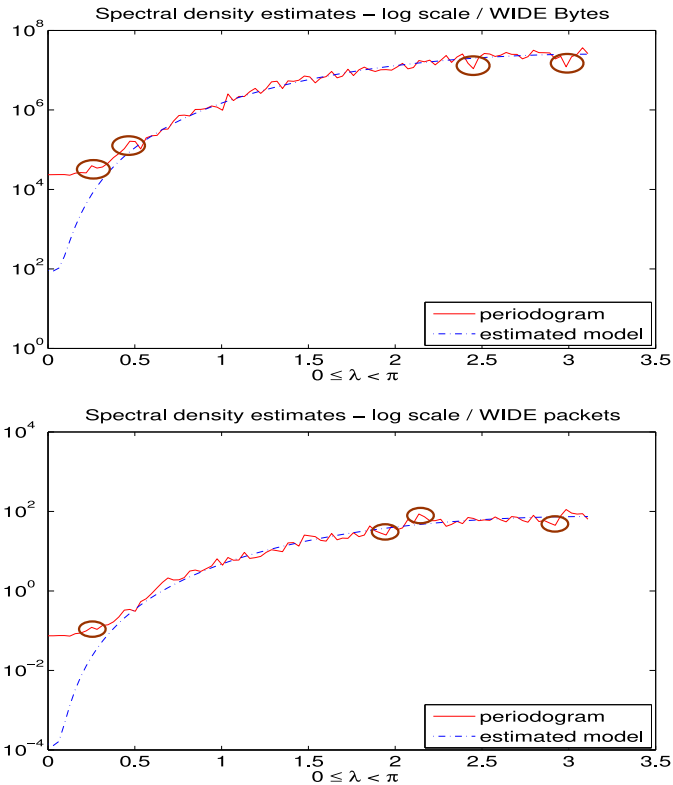 Spectral density estimates – log scale / WIDE Bytes
10^8
10^6
10^4
10^2
10^0
0 0.5 1 1.5 2 2.5 3 3.5
0 ≤ λ < π
periodogram
estimated model
Spectral density estimates – log scale / WIDE packets
10^4
10^2
10^0
10^-2
10^-4
0 0.5 1 1.5 2 2.5 3 3.5
0 ≤ λ < π
periodogram
estimated model